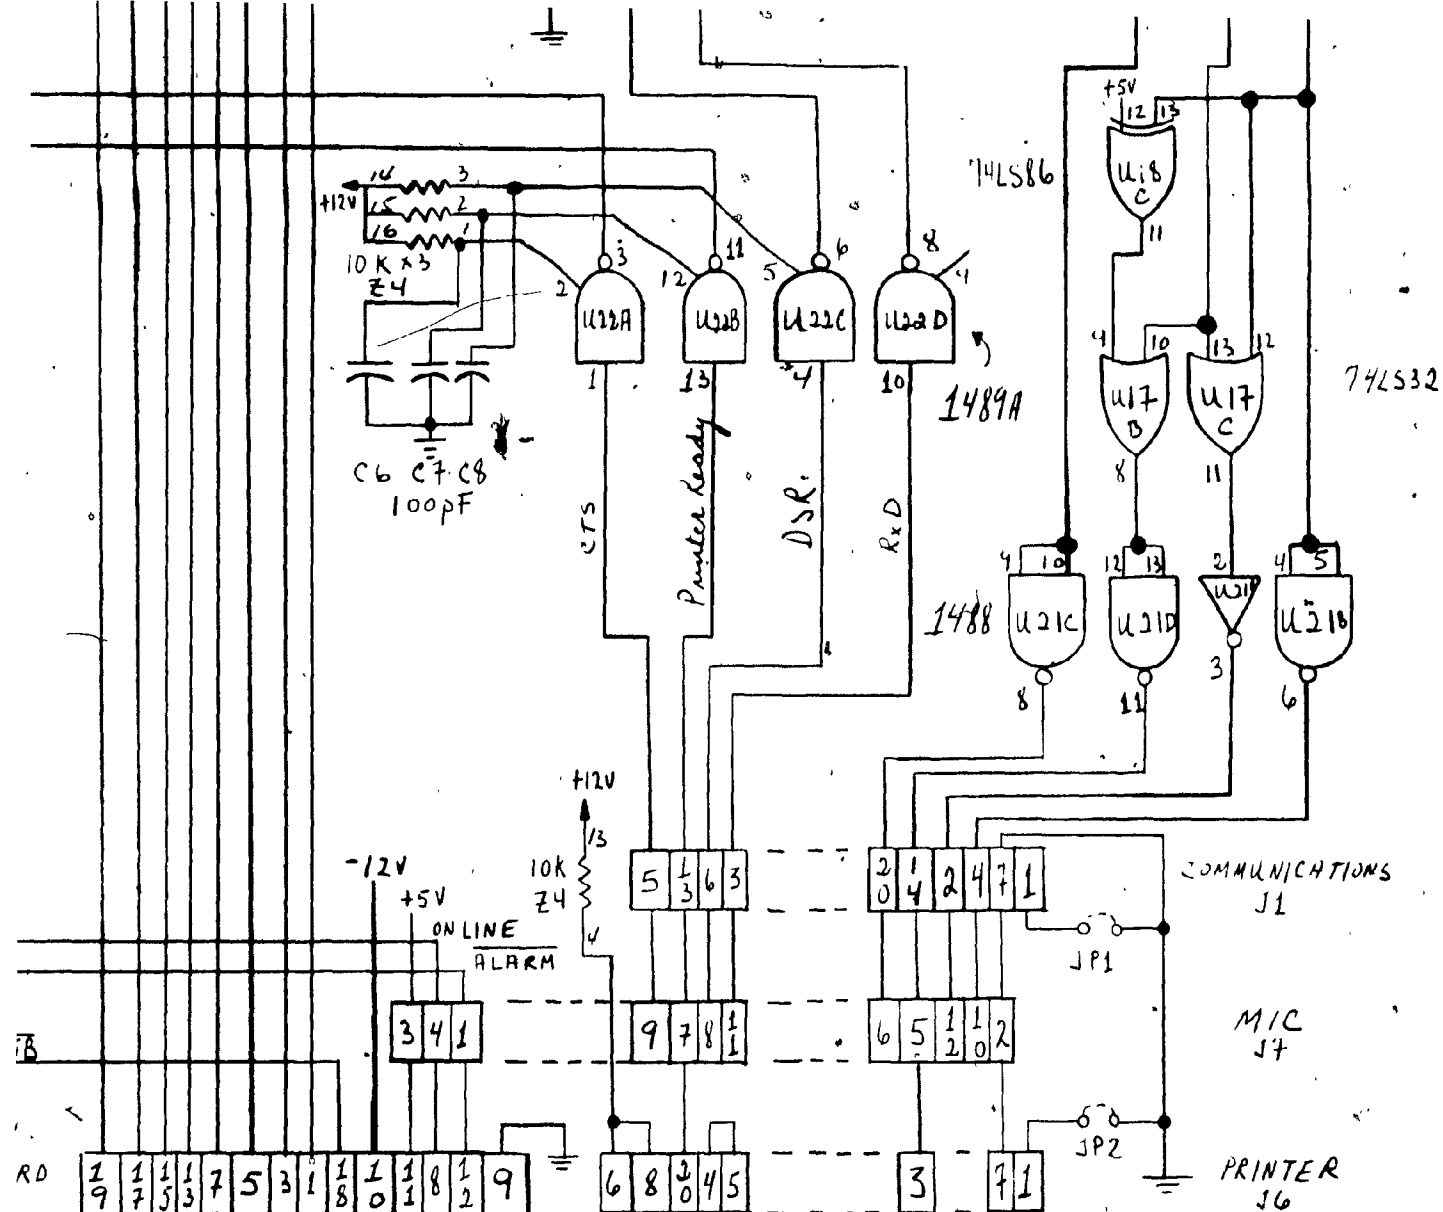 +5V
12 13
74LS86
U18
C
11
14 3
+12V
15 2
16 1
10K x3
Z4
3
11
6
8
2
12
5
4
U22A
U22B
U22C
U22D
1
13
4
10
1489A
4
10
13
12
74LS32
U17
B
U17
C
8
11
C6 C7 C8
100pF
CTS
Printer Ready
DSR.
RxD
9
10
12
13
2
4
5
1488
U21C
U21D
U21
U21B
8
11
3
6
+12V
13
10K
Z4
4
-12V
+5V
ON LINE
ALARM
5 13 6 3
20 14 2 4 7 1
COMMUNICATIONS
J1
JP1
3 4 1
9 7 8 11
6 5 12 10 2
MIC
J7
JP2
RD
19 17 15 13 7 5 3 1 18 10 11 8 12 9
6 8 20 4 5
3
7 1
PRINTER
J6